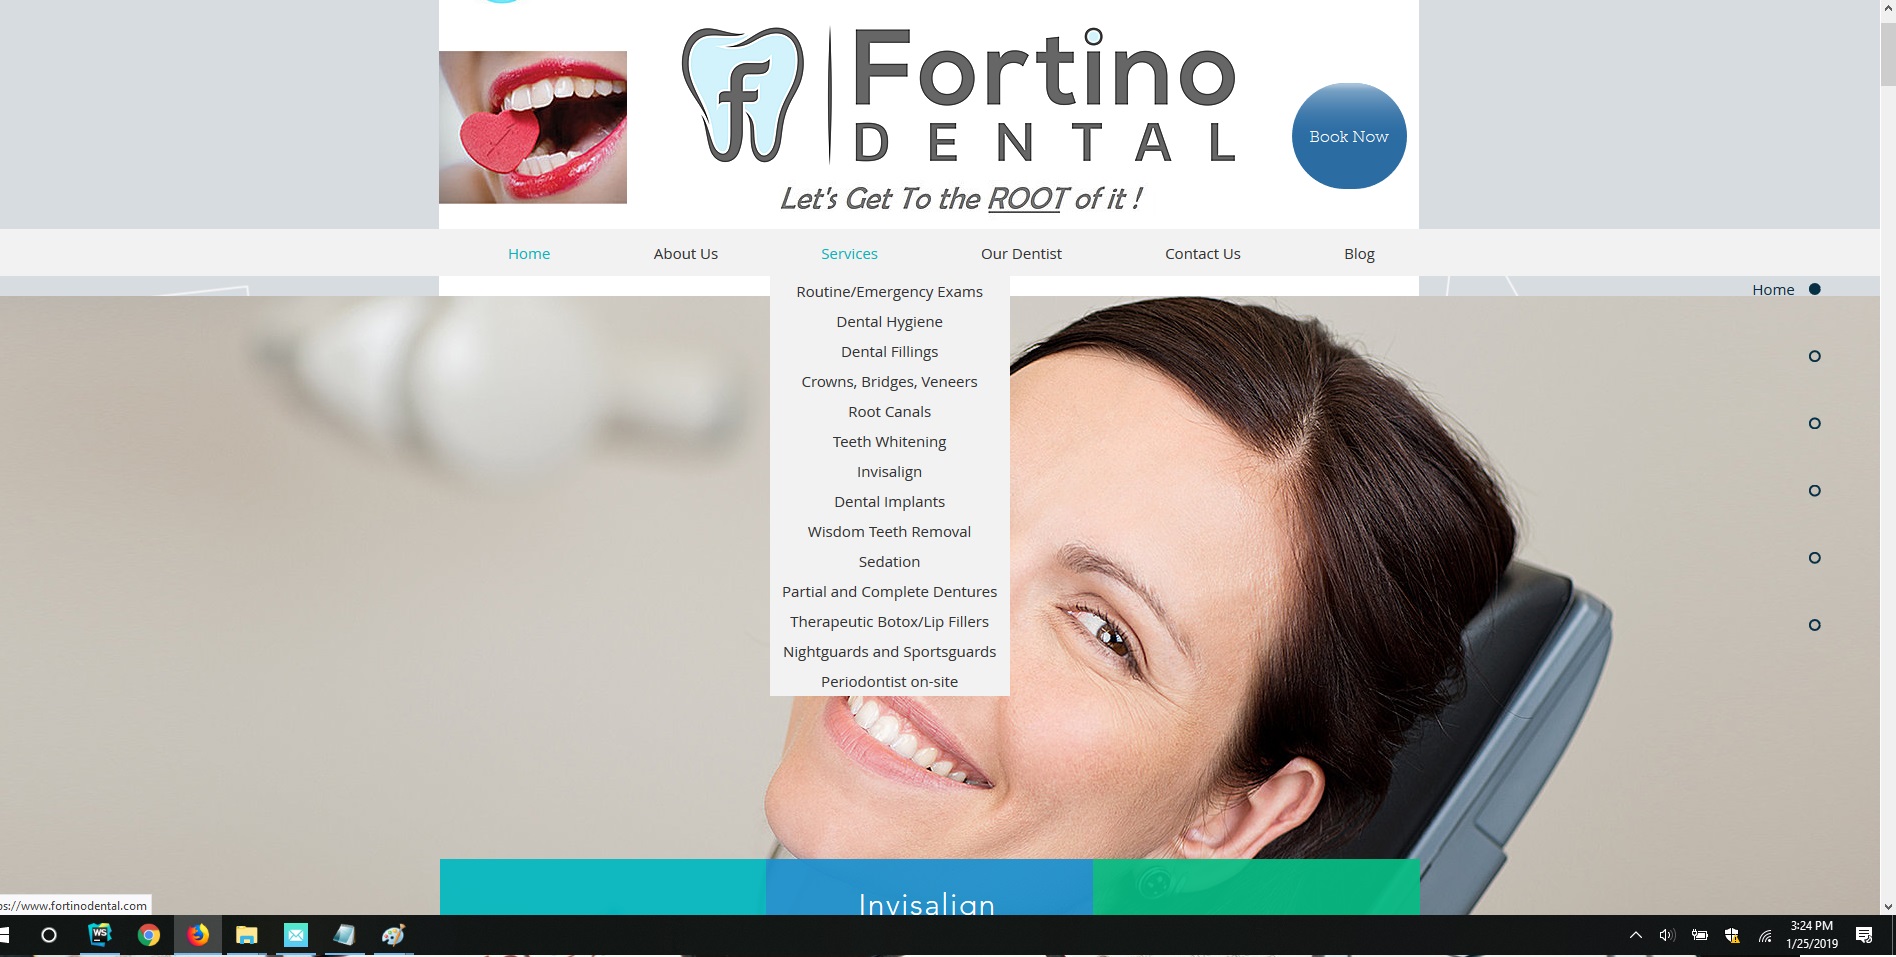 f
Fortino
DENTAL
Let's Get To the ROOT of it !
Book Now
Home
About Us
Services
Our Dentist
Contact Us
Blog
Routine/Emergency Exams
Dental Hygiene
Dental Fillings
Crowns, Bridges, Veneers
Root Canals
Teeth Whitening
Invisalign
Dental Implants
Wisdom Teeth Removal
Sedation
Partial and Complete Dentures
Therapeutic Botox/Lip Fillers
Nightguards and Sportsguards
Periodontist on-site
Home
Invisalign
ps://www.fortinodental.com
WS
3:24 PM
1/25/2019